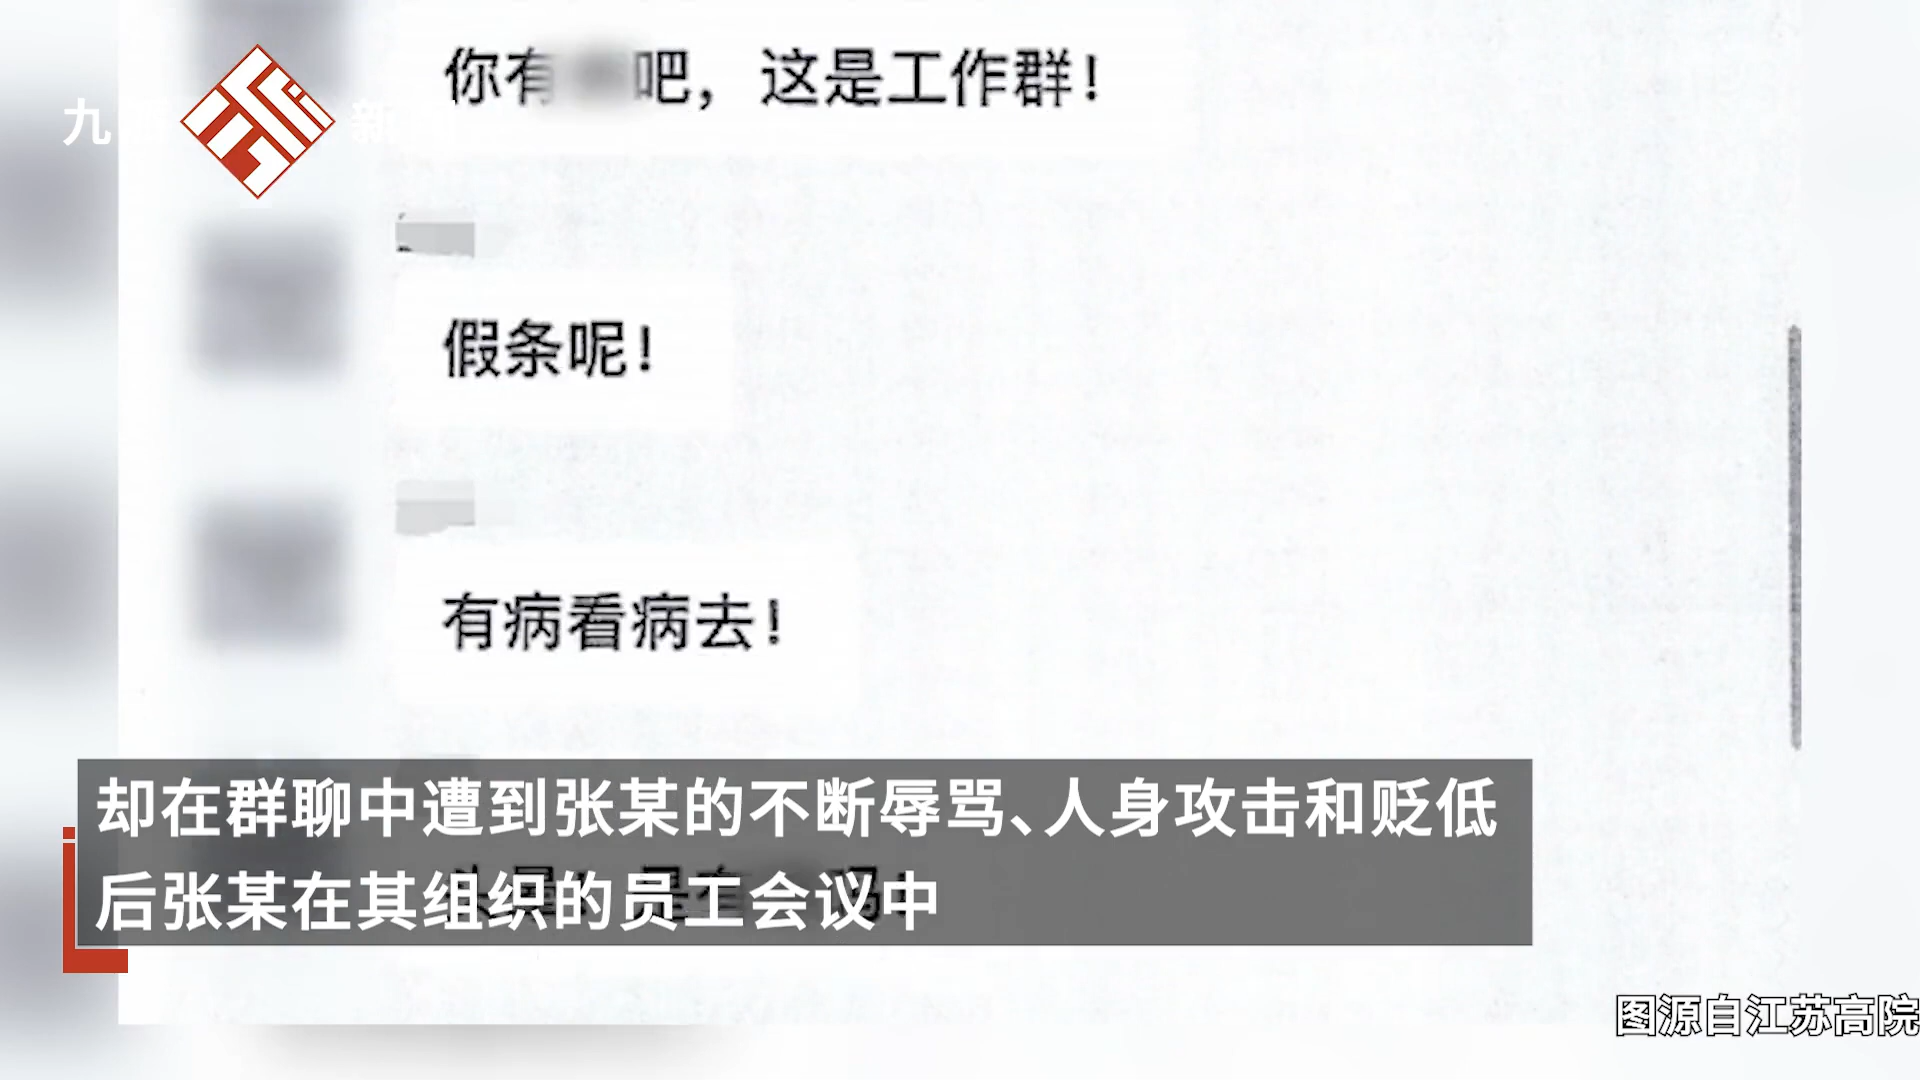 你有 吧，这是工作群！
九 新
假条呢！
有病看病去！
却在群聊中遭到张某的不断辱骂、人身攻击和贬低
后张某在其组织的员工会议中
图源自江苏高院